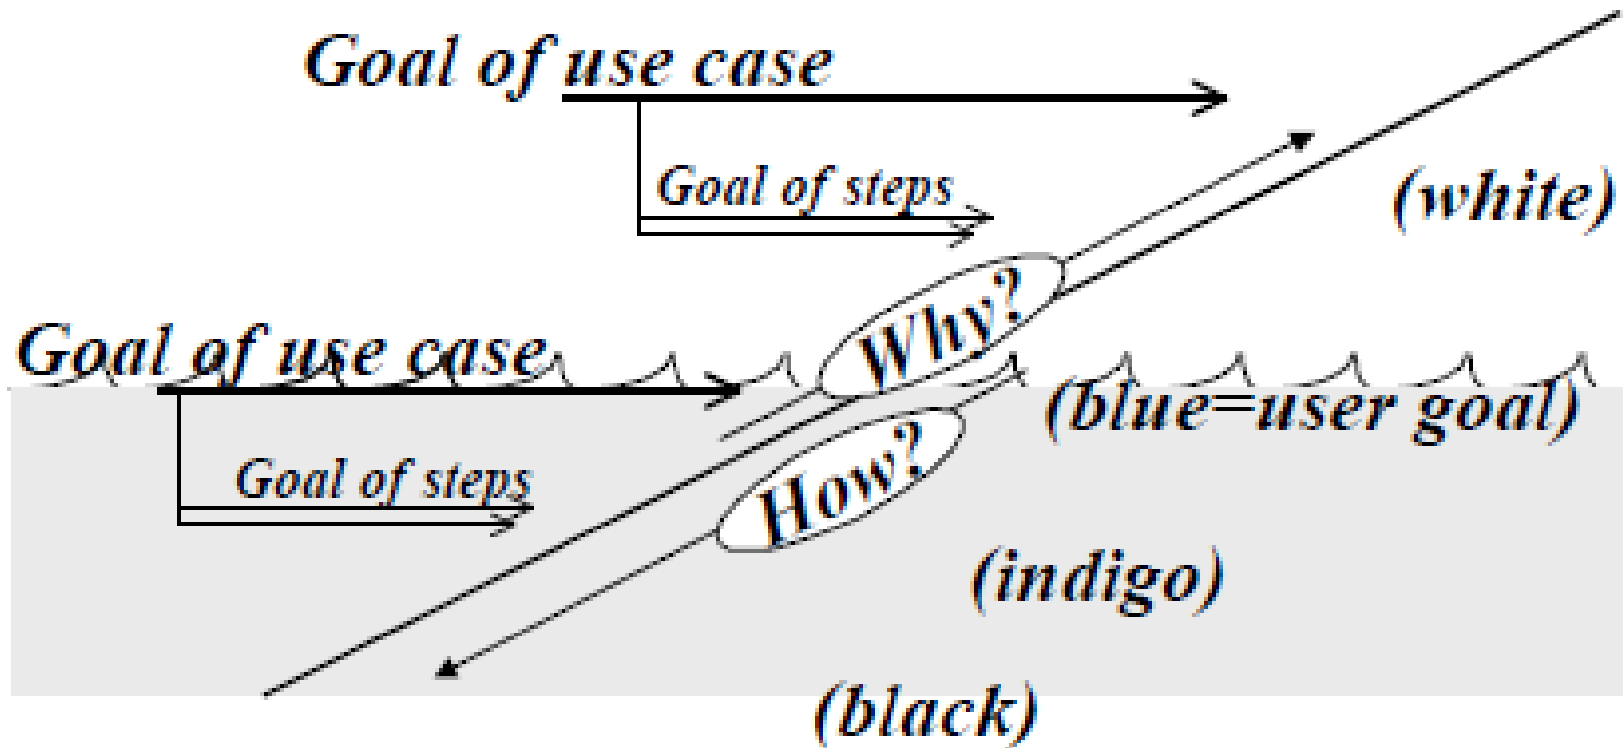 Goal of use case
Goal of steps
(white)
Why?
Goal of use case
(blue=user goal)
How?
Goal of steps
(indigo)
(black)